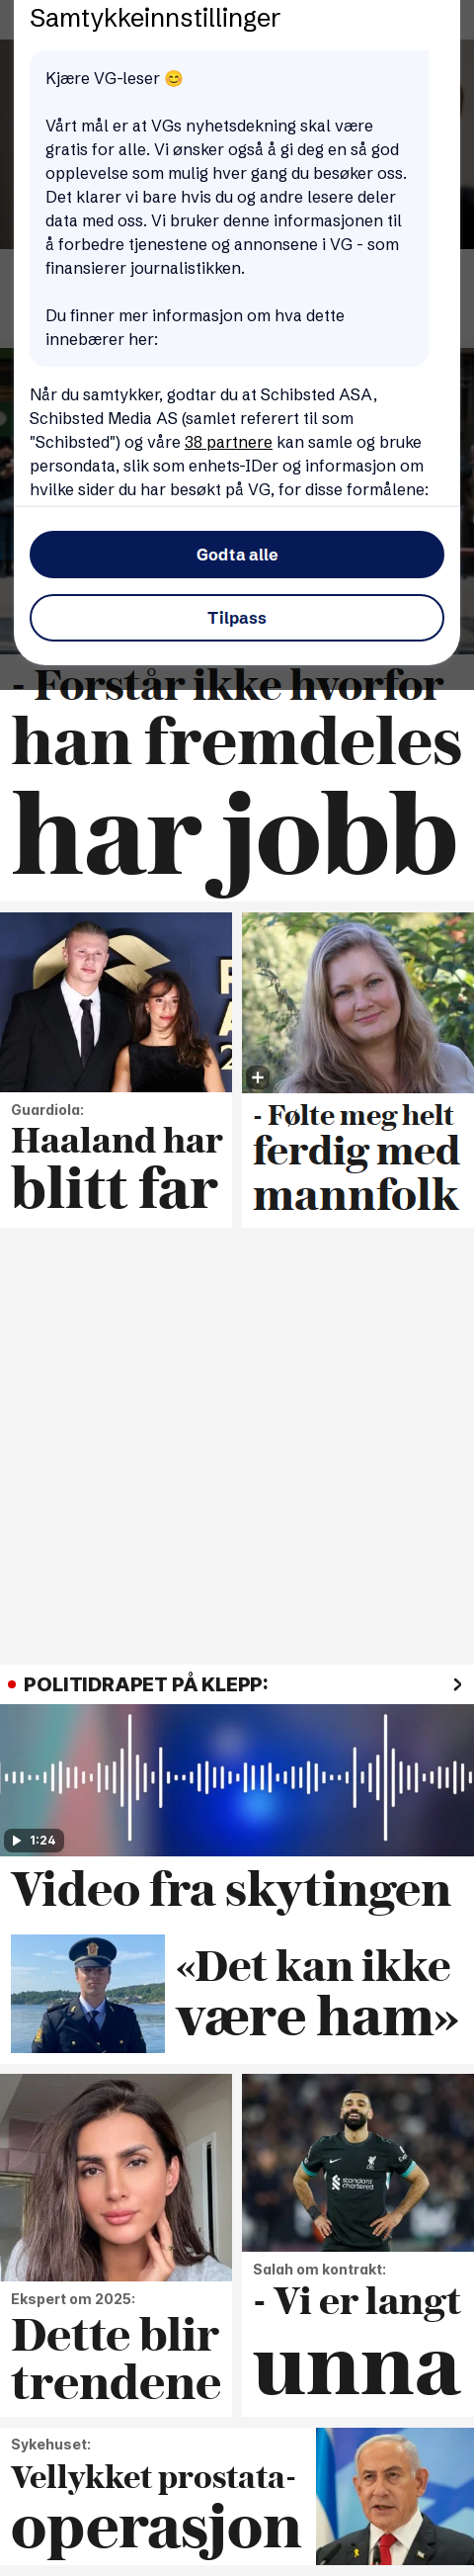 Samtykkeinnstillinger
Kjære VG-leser 😊
Vårt mål er at VGs nyhetsdekning skal være
gratis for alle. Vi ønsker også å gi deg en så god
opplevelse som mulig hver gang du besøker oss.
Det klarer vi bare hvis du og andre lesere deler
data med oss. Vi bruker denne informasjonen til
å forbedre tjenestene og annonsene i VG - som
finansierer journalistikken.
Du finner mer informasjon om hva dette
innebærer her:
Når du samtykker, godtar du at Schibsted ASA,
Schibsted Media AS (samlet referert til som
"Schibsted") og våre 38 partnere kan samle og bruke
persondata, slik som enhets-IDer og informasjon om
hvilke sider du har besøkt på VG, for disse formålene:
Godta alle
Tilpass
- Forstår ikke hvorfor
han fremdeles
har jobb
Guardiola:
Haaland har
blitt far
- Følte meg helt
ferdig med
mannfolk
POLITIDRAPET PÅ KLEPP:
1:24
Video fra skytingen
«Det kan ikke
være ham»
Ekspert om 2025:
Dette blir
trendene
standard
chartered
Salah om kontrakt:
- Vi er langt
unna
Sykehuset:
Vellykket prostata-
operasjon